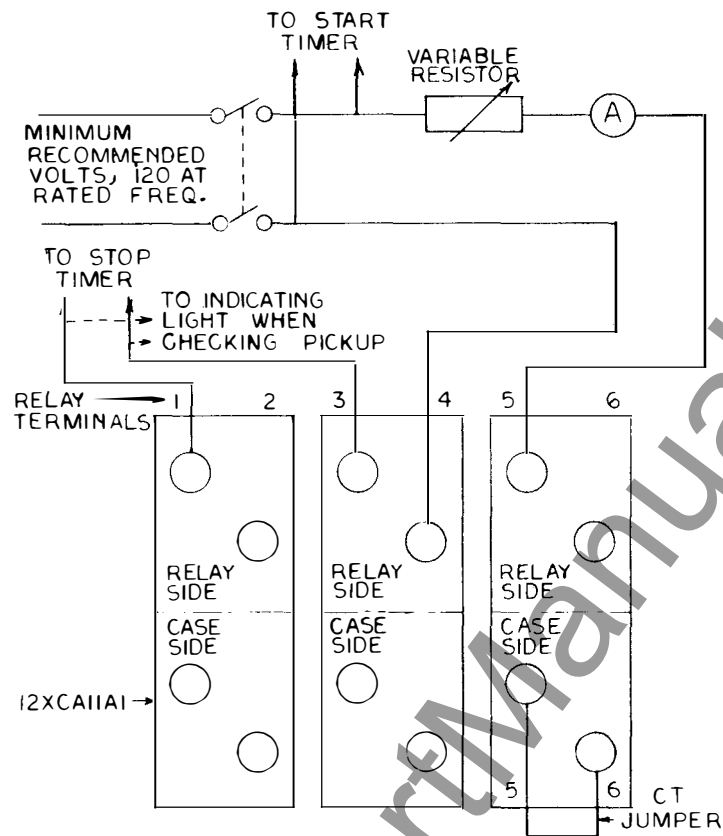 TO START
TIMER
VARIABLE
RESISTOR
A
MINIMUM
RECOMMENDED
VOLTS, 120 AT
RATED FREQ.
TO STOP
TIMER
TO INDICATING
LIGHT WHEN
CHECKING PICKUP
RELAY
TERMINALS
1 2 3 4 5 6
RELAY
SIDE
RELAY
SIDE
RELAY
SIDE
CASE
SIDE
CASE
SIDE
CASE
SIDE
12XCA11A1
5 6
CT
JUMPER
rtManual